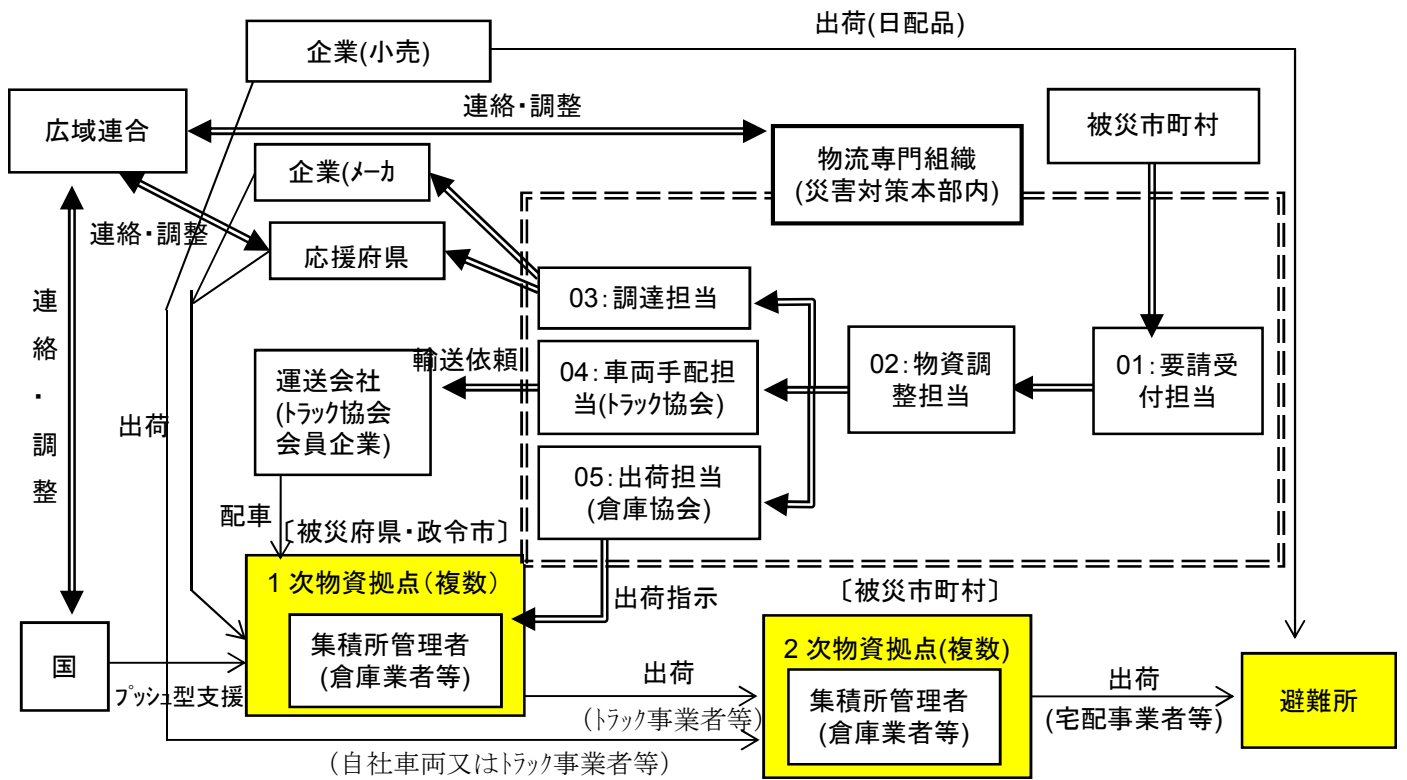 出荷(日配品)
企業(小売)
広域連合
連絡・調整
被災市町村
物流専門組織
(災害対策本部内)
企業(ﾒｰｶ
連絡・調整
応援府県
連絡・調整
03：調達担当
輸送依頼
04：車両手配担
当(ﾄﾗｯｸ協会)
02：物資調
整担当
01：要請受
付担当
運送会社
(ﾄﾗｯｸ協会
会員企業)
出荷
05：出荷担当
(倉庫協会)
配車
〔被災府県・政令市〕
1 次物資拠点（複数）
集積所管理者
(倉庫業者等)
出荷指示
〔被災市町村〕
2 次物資拠点(複数)
集積所管理者
(倉庫業者等)
国
ﾌﾟｯｼｭ型支援
出荷
(ﾄﾗｯｸ事業者等)
出荷
(宅配事業者等)
避難所
(自社車両又はﾄﾗｯｸ事業者等)